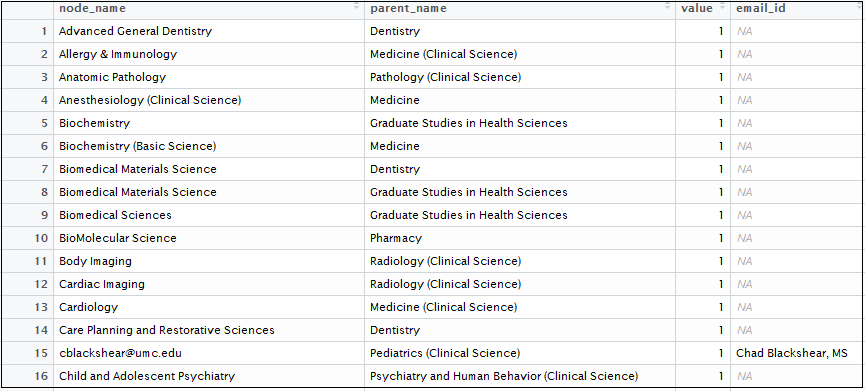 node_name parent_name value email_id
1 Advanced General Dentistry Dentistry 1 NA
2 Allergy & Immunology Medicine (Clinical Science) 1 NA
3 Anatomic Pathology Pathology (Clinical Science) 1 NA
4 Anesthesiology (Clinical Science) Medicine 1 NA
5 Biochemistry Graduate Studies in Health Sciences 1 NA
6 Biochemistry (Basic Science) Medicine 1 NA
7 Biomedical Materials Science Dentistry 1 NA
8 Biomedical Materials Science Graduate Studies in Health Sciences 1 NA
9 Biomedical Sciences Graduate Studies in Health Sciences 1 NA
10 BioMolecular Science Pharmacy 1 NA
11 Body Imaging Radiology (Clinical Science) 1 NA
12 Cardiac Imaging Radiology (Clinical Science) 1 NA
13 Cardiology Medicine (Clinical Science) 1 NA
14 Care Planning and Restorative Sciences Dentistry 1 NA
15 cblackshear@umc.edu Pediatrics (Clinical Science) 1 Chad Blackshear, MS
16 Child and Adolescent Psychiatry Psychiatry and Human Behavior (Clinical Science) 1 NA